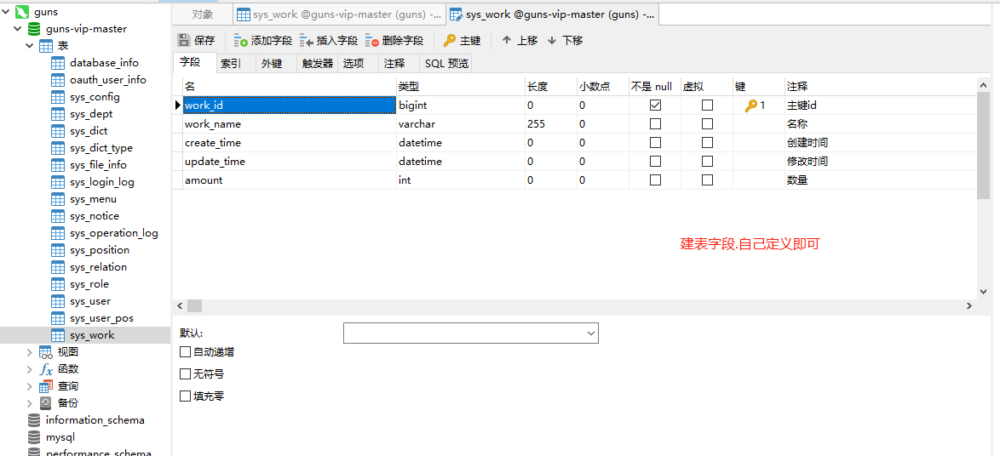 guns
guns-vip-master
表
database_info
oauth_user_info
sys_config
sys_dept
sys_dict
sys_dict_type
sys_file_info
sys_login_log
sys_menu
sys_notice
sys_operation_log
sys_position
sys_relation
sys_role
sys_user
sys_user_pos
sys_work
视图
fx 函数
查询
备份
information_schema
mysql
performance_schema
对象 sys_work @guns-vip-master (guns) -... sys_work @guns-vip-master (guns) -...
保存 添加字段 插入字段 删除字段 主键 上移 下移
字段 索引 外键 触发器 选项 注释 SQL 预览
名 类型 长度 小数点 不是 null 虚拟 键 注释
work_id bigint 0 0 1 主键id
work_name varchar 255 0 名称
create_time datetime 0 0 创建时间
update_time datetime 0 0 修改时间
amount int 0 0 数量
建表字段.自己定义即可
默认:
自动递增
无符号
填充零